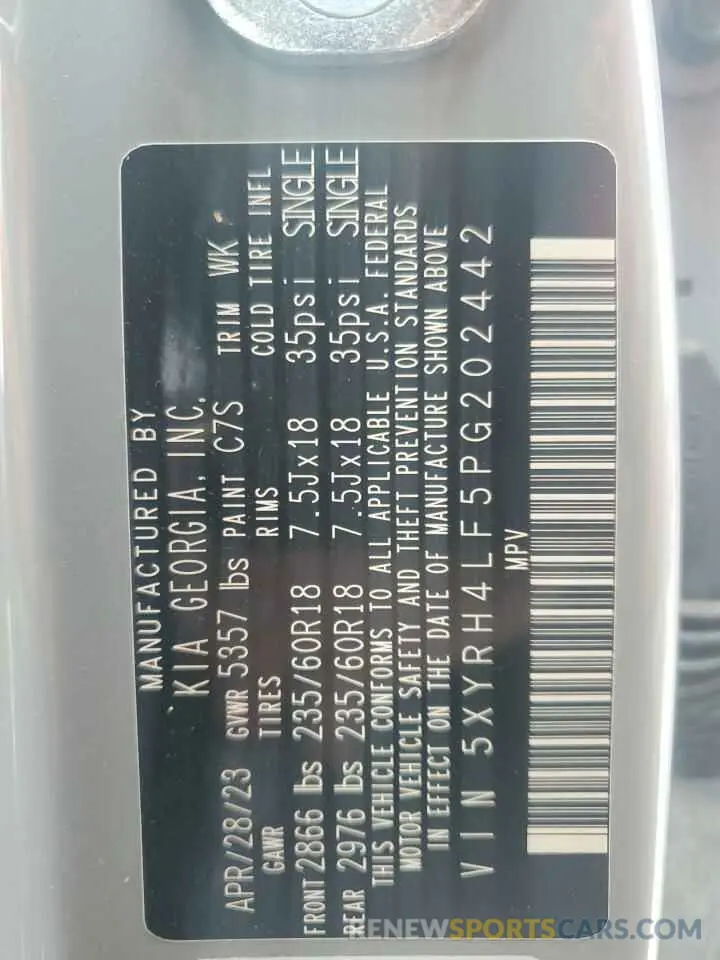 MANUFACTURED BY
KIA GEORGIA, INC.
APR/28/23 GVWR 5357 lbs PAINT C7S TRIM WK
GAWR TIRES RIMS COLD TIRE INFL
FRONT 2866 lbs 235/60R18 7.5Jx18 35psi SINGLE
REAR 2976 lbs 235/60R18 7.5Jx18 35psi SINGLE
THIS VEHICLE CONFORMS TO ALL APPLICABLE U.S.A. FEDERAL
MOTOR VEHICLE SAFETY AND THEFT PREVENTION STANDARDS
IN EFFECT ON THE DATE OF MANUFACTURE SHOWN ABOVE
VIN 5XYRH4LF5PG202442
MPV
RENEWSPORTSCARS.COM